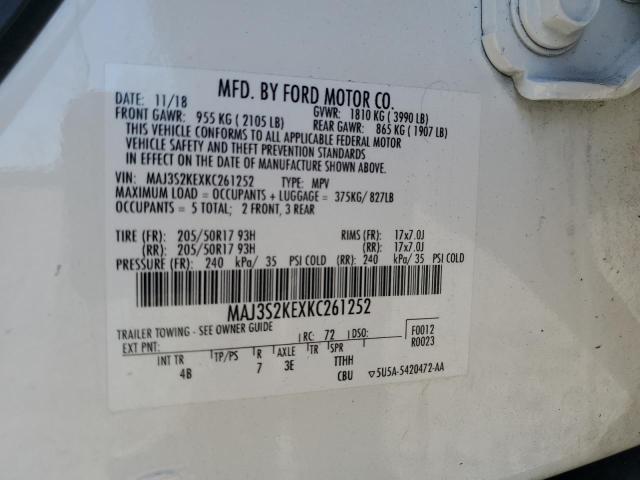 MFD. BY FORD MOTOR CO.
DATE: 11/18 GVWR: 1810 KG (3990 LB)
FRONT GAWR: 955 KG (2105 LB) REAR GAWR: 865 KG (1907 LB)
THIS VEHICLE CONFORMS TO ALL APPLICABLE FEDERAL MOTOR
VEHICLE SAFETY AND THEFT PREVENTION STANDARDS
IN EFFECT ON THE DATE OF MANUFACTURE SHOWN ABOVE.
VIN: MAJ3S2KEXKC261252 TYPE: MPV
MAXIMUM LOAD = OCCUPANTS + LUGGAGE = 375KG/ 827LB
OCCUPANTS = 5 TOTAL; 2 FRONT, 3 REAR
TIRE (FR): 205/50R17 93H RIMS (FR): 17x7.0J
(RR): 205/50R17 93H (RR): 17x7.0J
PRESSURE (FR): 240 kPa/ 35 PSI COLD (RR): 240 kPa/ 35 PSI COLD
MAJ3S2KEXKC261252
TRAILER TOWING - SEE OWNER GUIDE
EXT PNT: RC: 72 DSO: F0012
R0023
INT TR TP/PS R AXLE TR SPR TTHH
4B 7 3E CBU ▽5U5A-5420472-AA